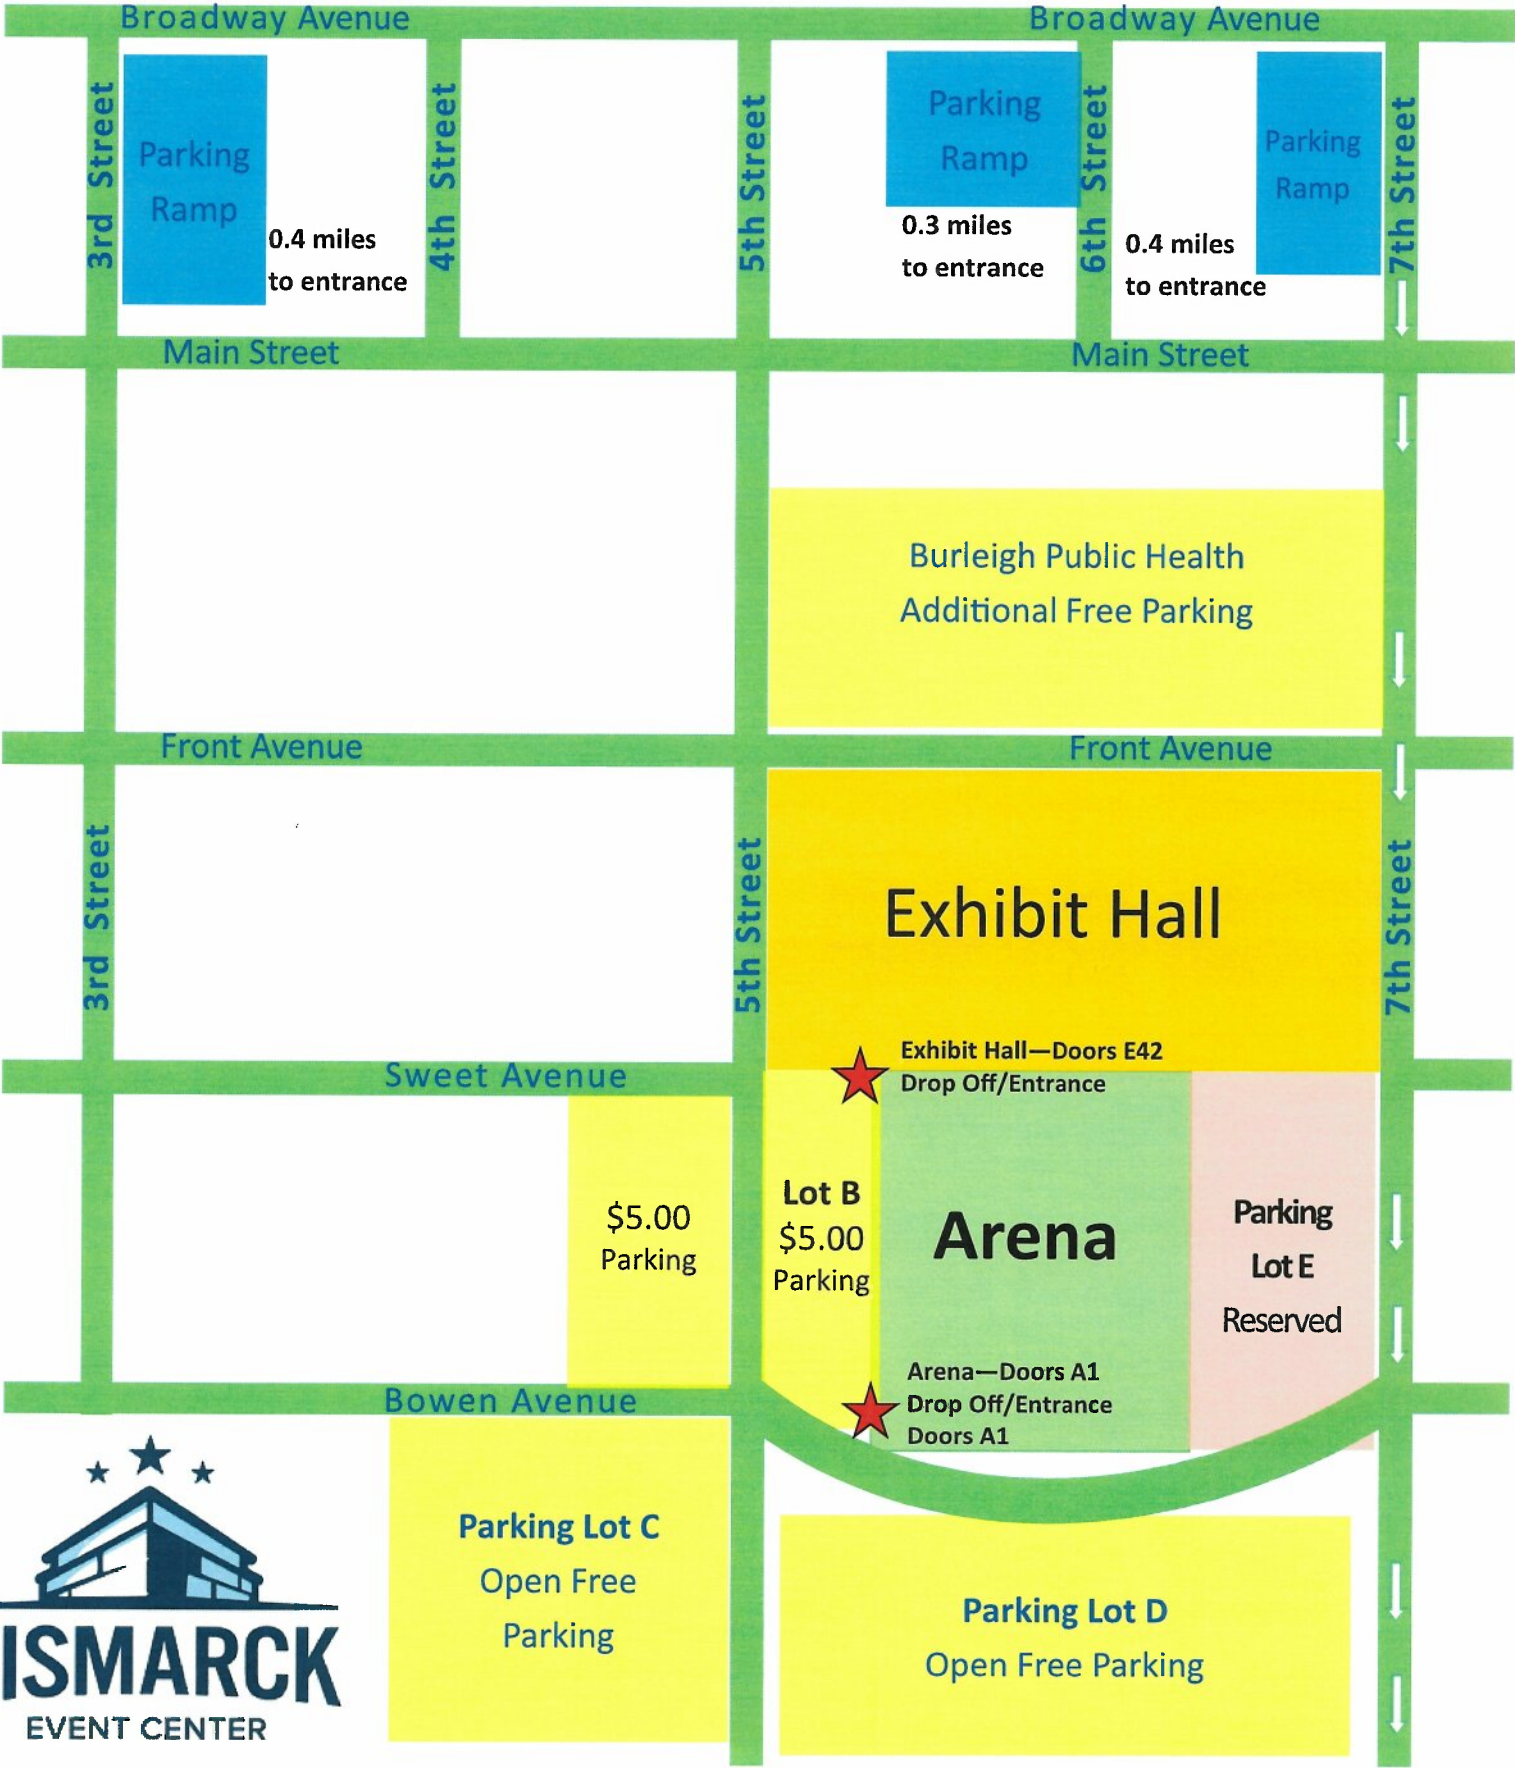 Broadway Avenue
Broadway Avenue
3rd Street
Parking
Ramp
0.4 miles
to entrance
4th Street
5th Street
Parking
Ramp
0.3 miles
to entrance
6th Street
0.4 miles
to entrance
Parking
Ramp
7th Street
Main Street
Main Street
Burleigh Public Health
Additional Free Parking
Front Avenue
Front Avenue
3rd Street
5th Street
Exhibit Hall
7th Street
Exhibit Hall—Doors E42
Drop Off/Entrance
Sweet Avenue
$5.00
Parking
Lot B
$5.00
Parking
Arena
Parking
Lot E
Reserved
Arena—Doors A1
Drop Off/Entrance
Doors A1
Bowen Avenue
Parking Lot C
Open Free
Parking
Parking Lot D
Open Free Parking
ISMARCK
EVENT CENTER